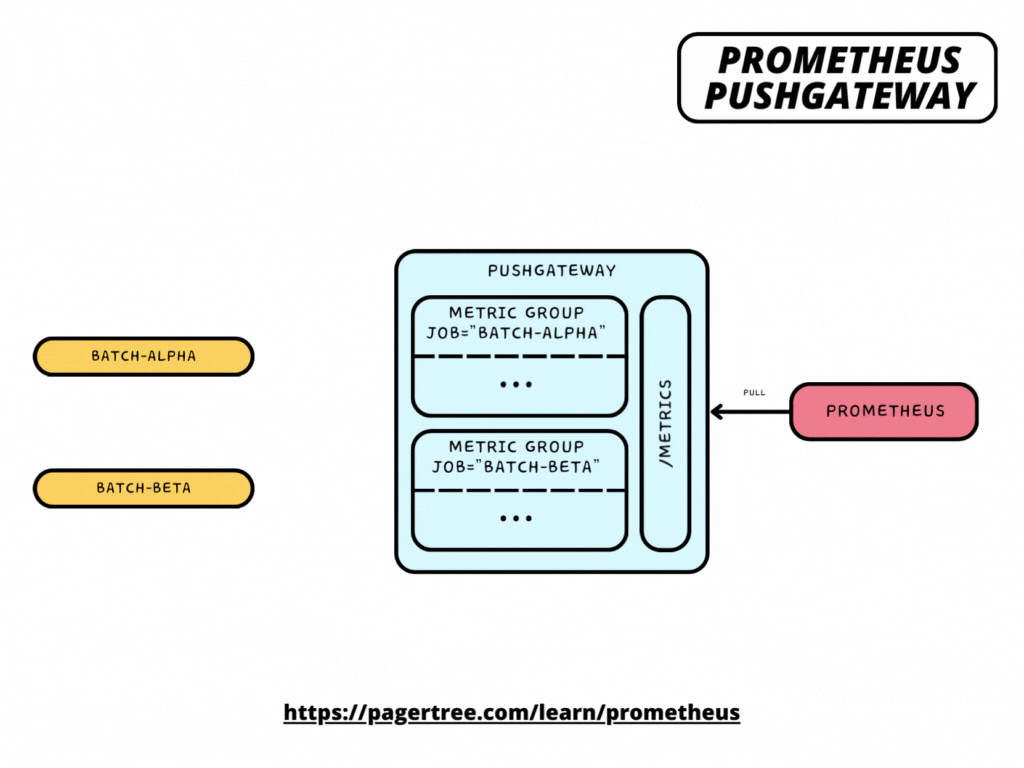 PROMETHEUS
PUSHGATEWAY
PUSHGATEWAY
METRIC GROUP
JOB="BATCH-ALPHA"
...
METRIC GROUP
JOB="BATCH-BETA"
...
/METRICS
BATCH-ALPHA
BATCH-BETA
PULL
PROMETHEUS
https://pagertree.com/learn/prometheus